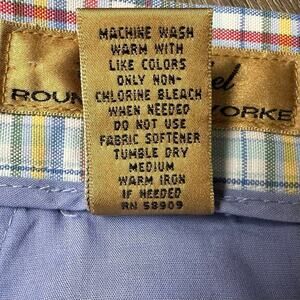 MACHINE WASH
WARM WITH
LIKE COLORS
ONLY NON-
CHLORINE BLEACH
WHEN NEEDED
DO NOT USE
FABRIC SOFTENER
TUMBLE DRY
MEDIUM
WARM IRON
IF NEEDED
RN 58909